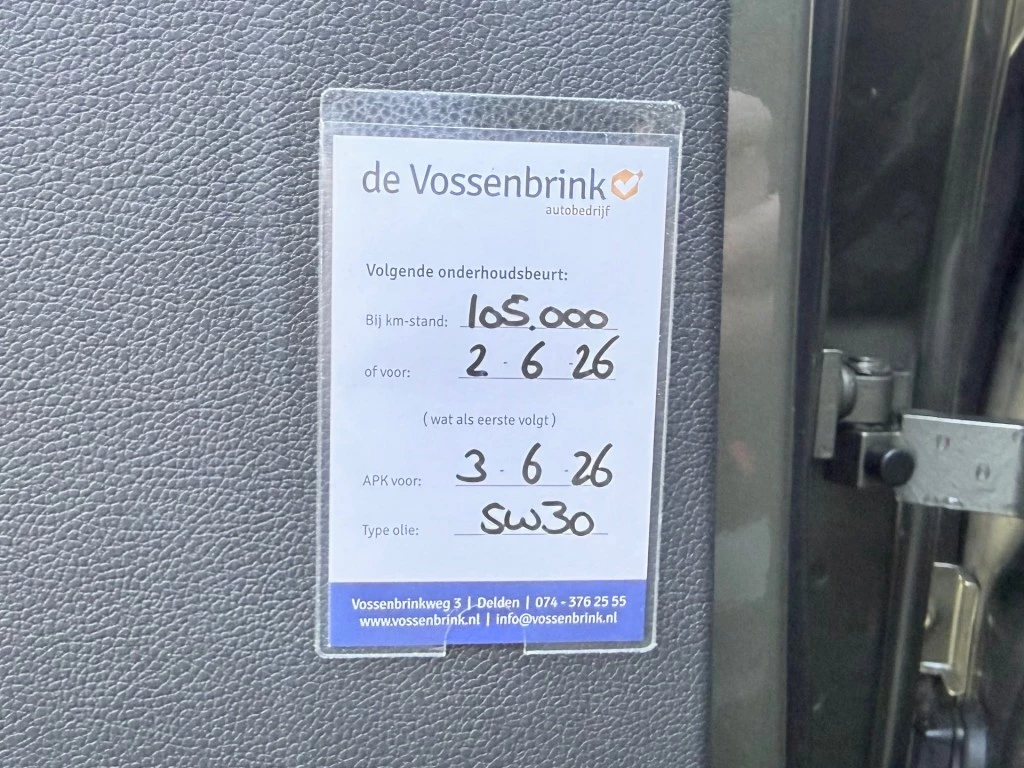 de Vossenbrink
autobedrijf
Volgende onderhoudsbeurt:
Bij km-stand: 105.000
of voor: 2 - 6 - 26
( wat als eerste volgt )
APK voor: 3 - 6 - 26
Type olie: 5W30
Vossenbrinkweg 3 | Delden | 074 - 376 25 55
www.vossenbrink.nl | info@vossenbrink.nl